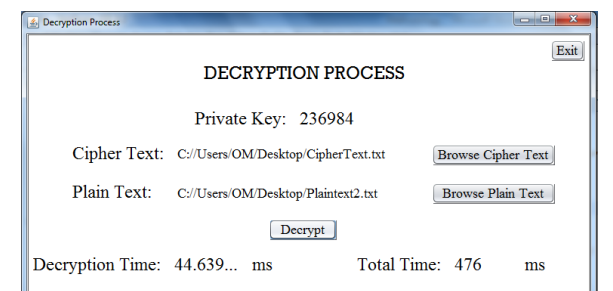 Decryption Process
Exit
DECRYPTION PROCESS
Private Key: 236984
Cipher Text: C://Users/OM/Desktop/CipherText.txt Browse Cipher Text
Plain Text: C://Users/OM/Desktop/Plaintext2.txt Browse Plain Text
Decrypt
Decryption Time: 44.639... ms Total Time: 476 ms